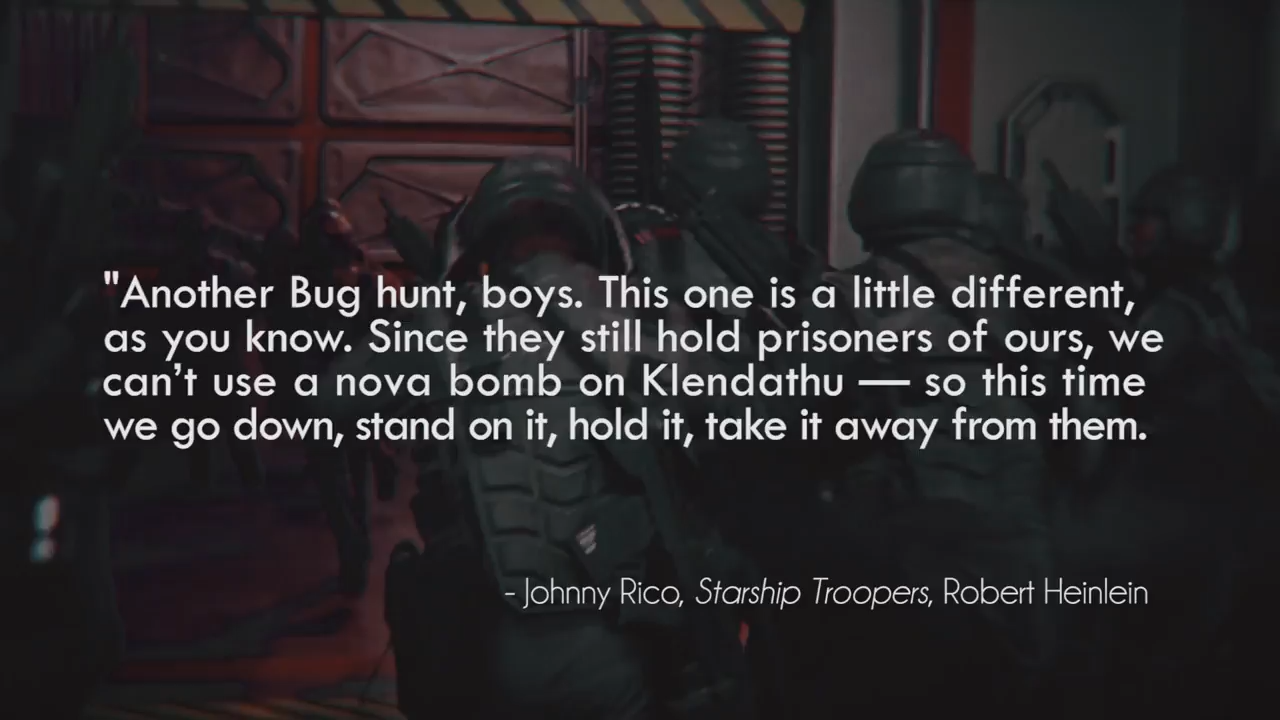 "Another Bug hunt, boys. This one is a little different,
as you know. Since they still hold prisoners of ours, we
can’t use a nova bomb on Klendathu — so this time
we go down, stand on it, hold it, take it away from them.
- Johnny Rico, Starship Troopers, Robert Heinlein